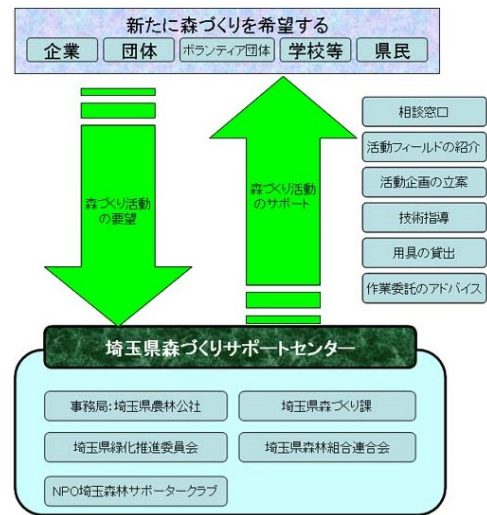 新たに森づくりを希望する
企業
団体
ボランティア団体
学校等
県民
森づくり活動
の要望
森づくり活動
のサポート
相談窓口
活動フィールドの紹介
活動企画の立案
技術指導
用具の貸出
作業委託のアドバイス
埼玉県森づくりサポートセンター
事務局:埼玉県農林公社
埼玉県森づくり課
埼玉県緑化推進委員会
埼玉県森林組合連合会
NPO埼玉森林サポータークラブ